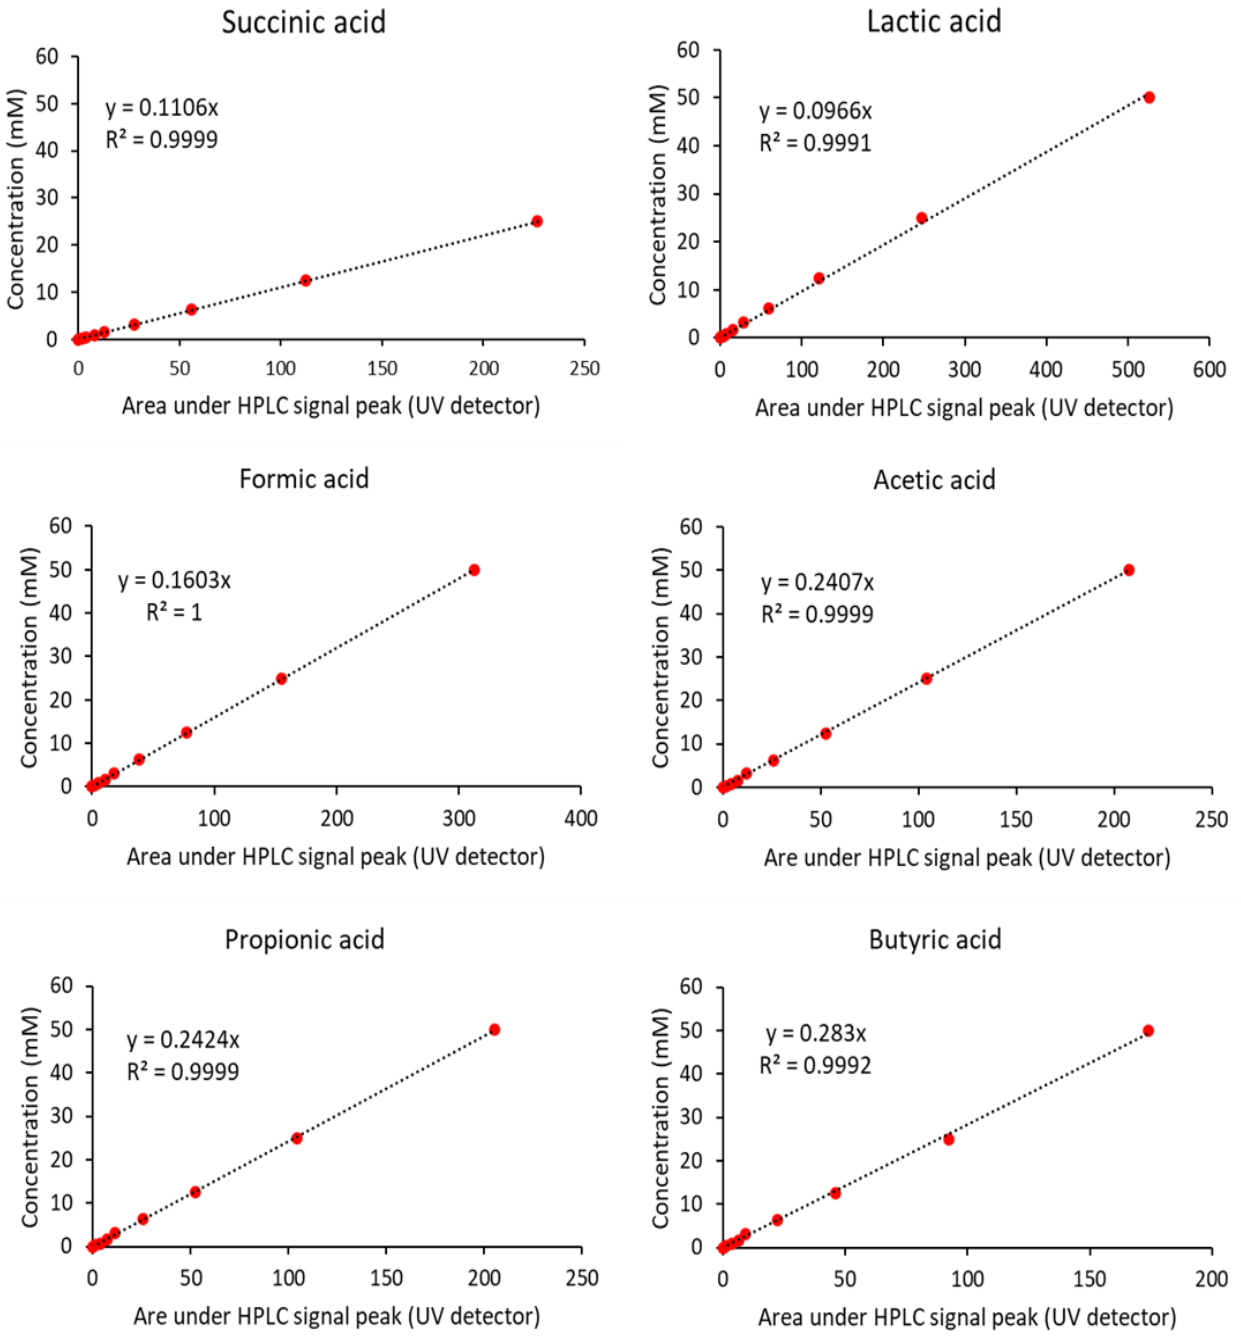 Succinic acid
60
50
40
30
20
10
0
Concentration (mM)
y = 0.1106x
R² = 0.9999
0 50 100 150 200 250
Area under HPLC signal peak (UV detector)
Lactic acid
60
50
40
30
20
10
0
Concentration (mM)
y = 0.0966x
R² = 0.9991
0 100 200 300 400 500 600
Area under HPLC signal peak (UV detector)
Formic acid
60
50
40
30
20
10
0
Concentration (mM)
y = 0.1603x
R² = 1
0 100 200 300 400
Area under HPLC signal peak (UV detector)
Acetic acid
60
50
40
30
20
10
0
Concentration (mM)
y = 0.2407x
R² = 0.9999
0 50 100 150 200 250
Are under HPLC signal peak (UV detector)
Propionic acid
60
50
40
30
20
10
0
Concentration (mM)
y = 0.2424x
R² = 0.9999
0 50 100 150 200 250
Are under HPLC signal peak (UV detector)
Butyric acid
60
50
40
30
20
10
0
Concentration (mM)
y = 0.283x
R² = 0.9992
0 50 100 150 200
Area under HPLC signal peak (UV detector)